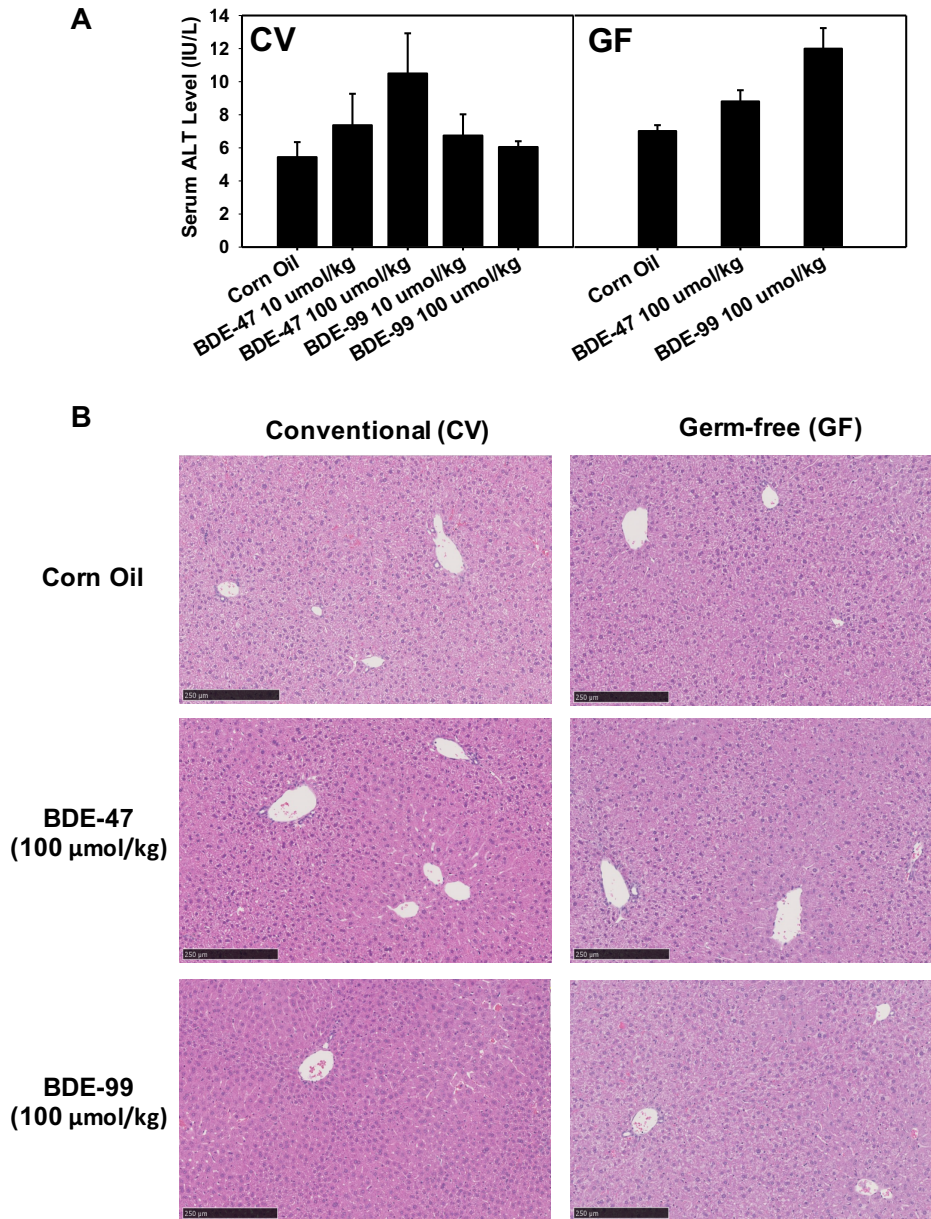 A
Serum ALT Level (IU/L)
14
12
10
8
6
4
2
0
CV
GF
Corn Oil
BDE-47 10 umol/kg
BDE-47 100 umol/kg
BDE-99 10 umol/kg
BDE-99 100 umol/kg
Corn Oil
BDE-47 100 umol/kg
BDE-99 100 umol/kg
B
Conventional (CV)
Germ-free (GF)
Corn Oil
250 µm
250 µm
BDE-47
(100 µmol/kg)
250 µm
250 µm
BDE-99
(100 µmol/kg)
250 µm
250 µm